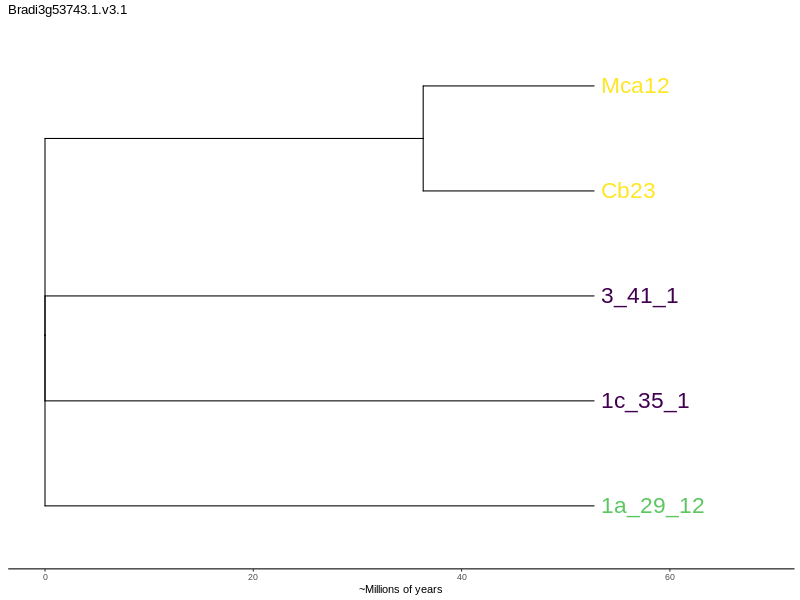 Bradi3g53743.1.v3.1
Mca12
Cb23
3_41_1
1c_35_1
1a_29_12
0 20 40 60
~Millions of years